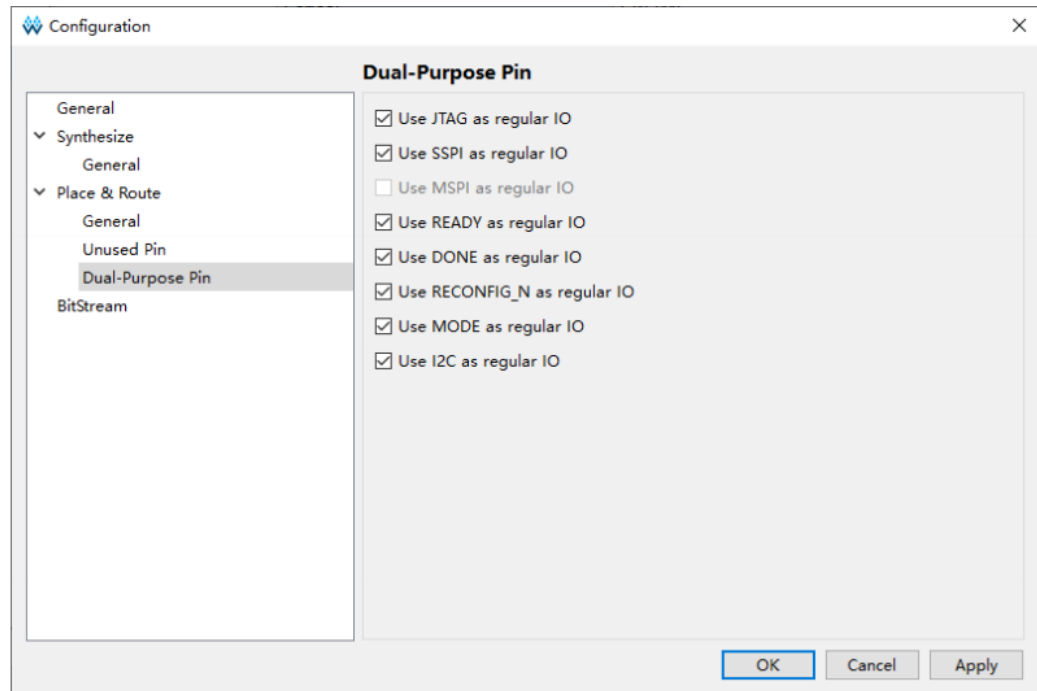 Configuration
Dual-Purpose Pin
General
Synthesize
General
Place & Route
General
Unused Pin
Dual-Purpose Pin
BitStream
Use JTAG as regular IO
Use SSPI as regular IO
Use MSPI as regular IO
Use READY as regular IO
Use DONE as regular IO
Use RECONFIG_N as regular IO
Use MODE as regular IO
Use I2C as regular IO
OK Cancel Apply